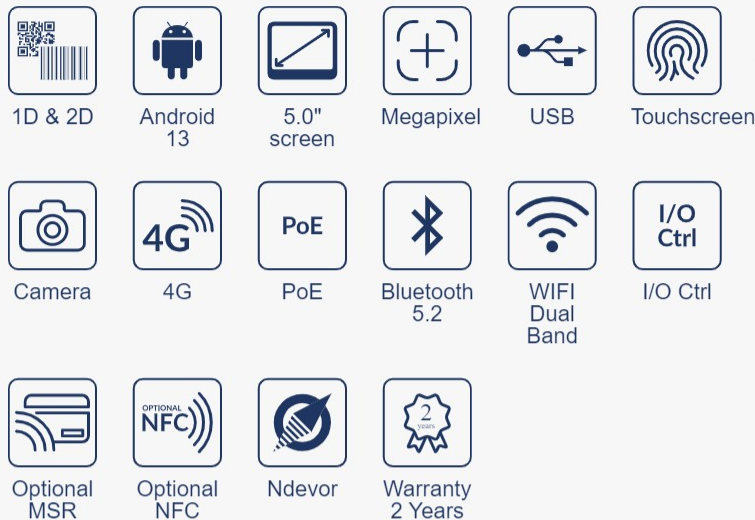 1D & 2D
Android
13
5.0"
screen
Megapixel
USB
Touchscreen
4G
PoE
I/O
Ctrl
Camera
4G
PoE
Bluetooth
5.2
WIFI
Dual
Band
I/O Ctrl
OPTIONAL
NFC
2
years
Optional
MSR
Optional
NFC
Ndevor
Warranty
2 Years